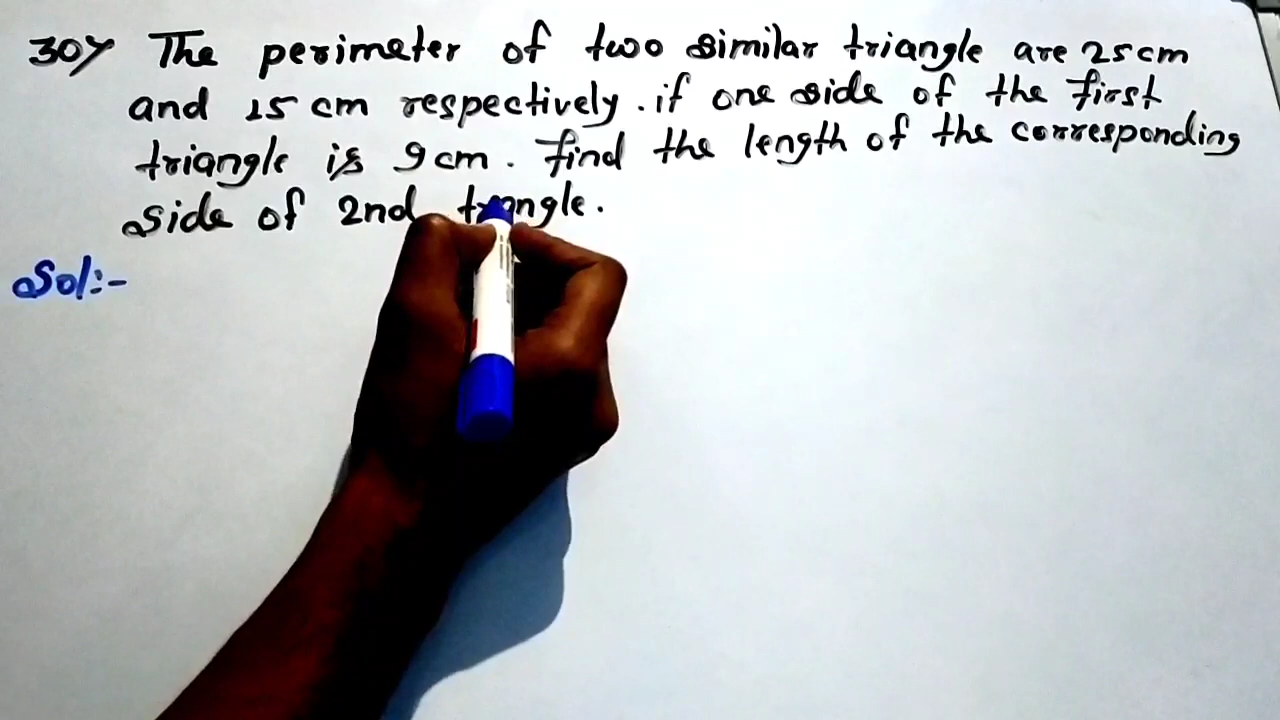 30y The perimeter of two similar triangle are 25cm
and 15 cm respectively. if one side of the first
triangle is 9cm. find the length of the corresponding
side of 2nd
Sol:-